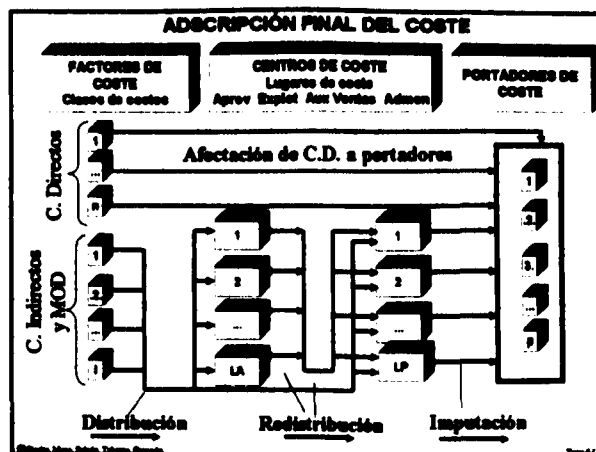 ADSCRIPCIÓN FINAL DEL COSTE
FACTORES DE
COSTE
Clases de costes
CENTROS DE COSTE
Lugares de coste
Aprov Explot Aux Ventas Admon
PORTADORES DE
COSTE
C. Directos
1
...
n
Afectación de C.D. a portadores
C. Indirectos
y MOD
1
2
...
1
2
...
LA
1
2
...
LP
1
2
3.
...
n
Distribución
Redistribución
Imputación